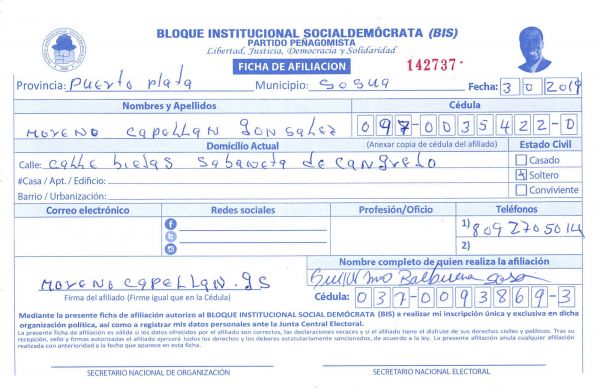 BLOQUE INSTITUCIONAL SOCIALDEMÓCRATA (BIS)
PARTIDO PEÑAGOMISTA
Libertad, Justicia, Democracia y Solidaridad
FICHA DE AFILIACION
142737
Provincia: Puerto Plata Municipio: Sosua Fecha: 3 0 2019
Nombres y Apellidos Cédula
Moreno Capellan Gonsalez 097-0035422-0
Domicilio Actual (Anexar copia de cédula del afiliado) Estado Civil
Calle: calle bielas Sabaneta de cangrejo Casado
#Casa / Apt. / Edificio: Soltero
Barrio / Urbanización: Conviviente
Correo electrónico Redes sociales Profesión/Oficio Teléfonos
1) 809 2705014
2)
Nombre completo de quien realiza la afiliación
Moreno Capellan. gs Balbuena Sosa
Firma del afiliado (Firme igual que en la Cédula) Cédula: 037-0093869-3
Mediante la presente ficha de afiliación autorizo al BLOQUE INSTITUCIONAL SOCIAL DEMÓCRATA (BIS) a realizar mi inscripción única y exclusiva en dicha
organización política, así como a registrar mis datos personales ante la Junta Central Electoral.
La presente ficha de afiliación es válida si los datos ofrecidos por el afiliado son correctos, las declaraciones veraces y si el afiliado tiene el disfrute de sus derechos civiles y políticos. Tras su
recepción, sello y firmas autorizadas el afiliado ejercerá todos los derechos y los deberes estatutariamente sancionados, de acuerdo a la ley. La presente afiliación anula cualquier afiliación
realizada con anterioridad a la fecha que aparece en esta ficha.
SECRETARIO NACIONAL DE ORGANIZACIÓN SECRETARIO NACIONAL ELECTORAL